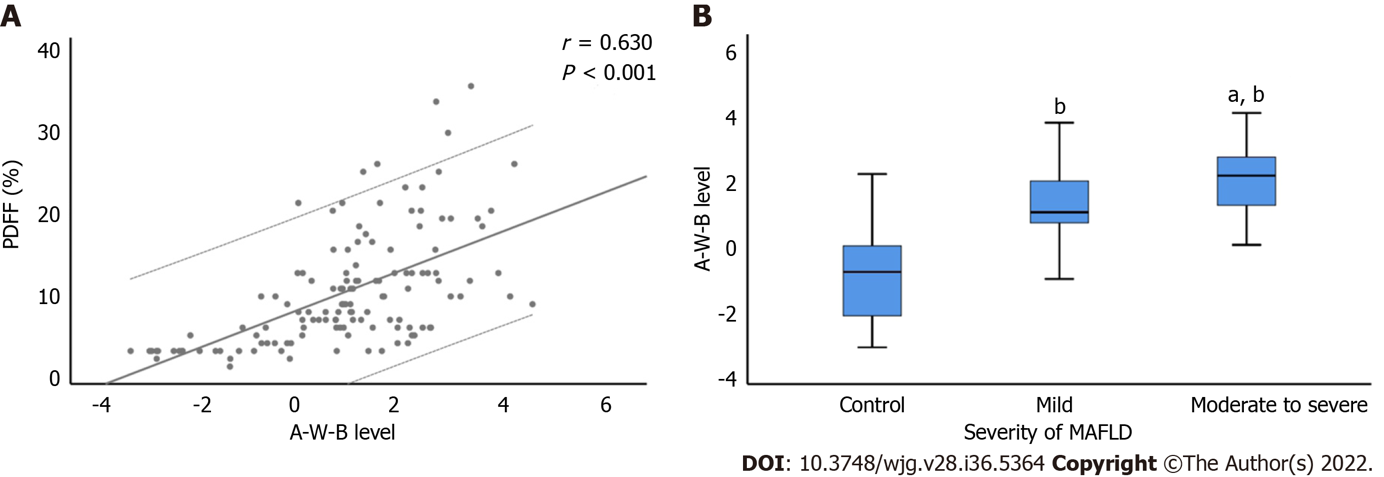 A
r = 0.630
P < 0.001
PDFF (%)
40
30
20
10
0
-4 -2 0 2 4 6
A-W-B level
B
A-W-B level
6
4
2
0
-2
-4
b
a, b
Control Mild Moderate to severe
Severity of MAFLD
DOI: 10.3748/wjg.v28.i36.5364 Copyright ©The Author(s) 2022.